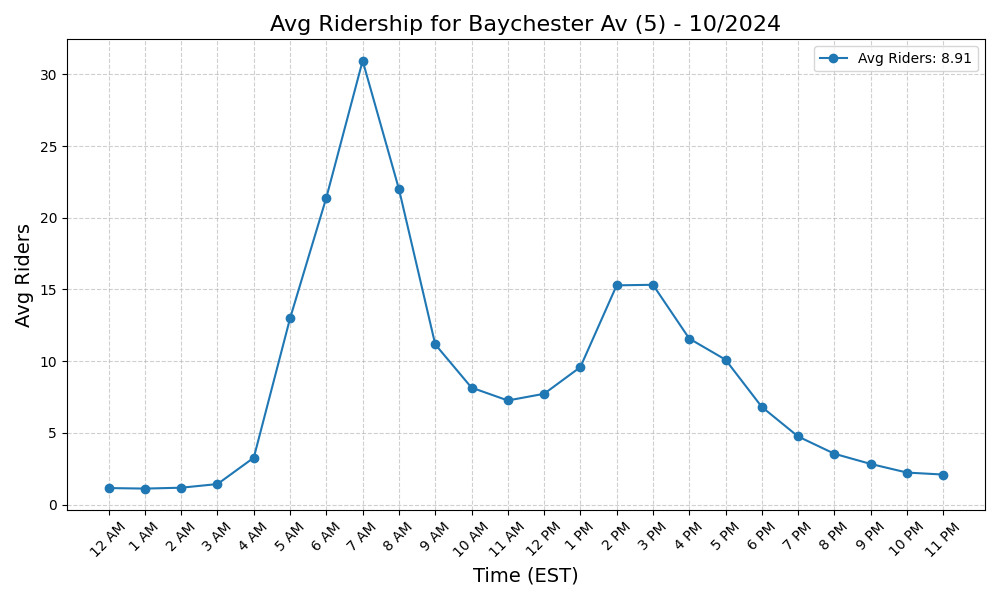 Avg Ridership for Baychester Av (5) - 10/2024
Avg Riders: 8.91
Avg Riders
30
25
20
15
10
5
0
12 AM
1 AM
2 AM
3 AM
4 AM
5 AM
6 AM
7 AM
8 AM
9 AM
10 AM
11 AM
12 PM
1 PM
2 PM
3 PM
4 PM
5 PM
6 PM
7 PM
8 PM
9 PM
10 PM
11 PM
Time (EST)